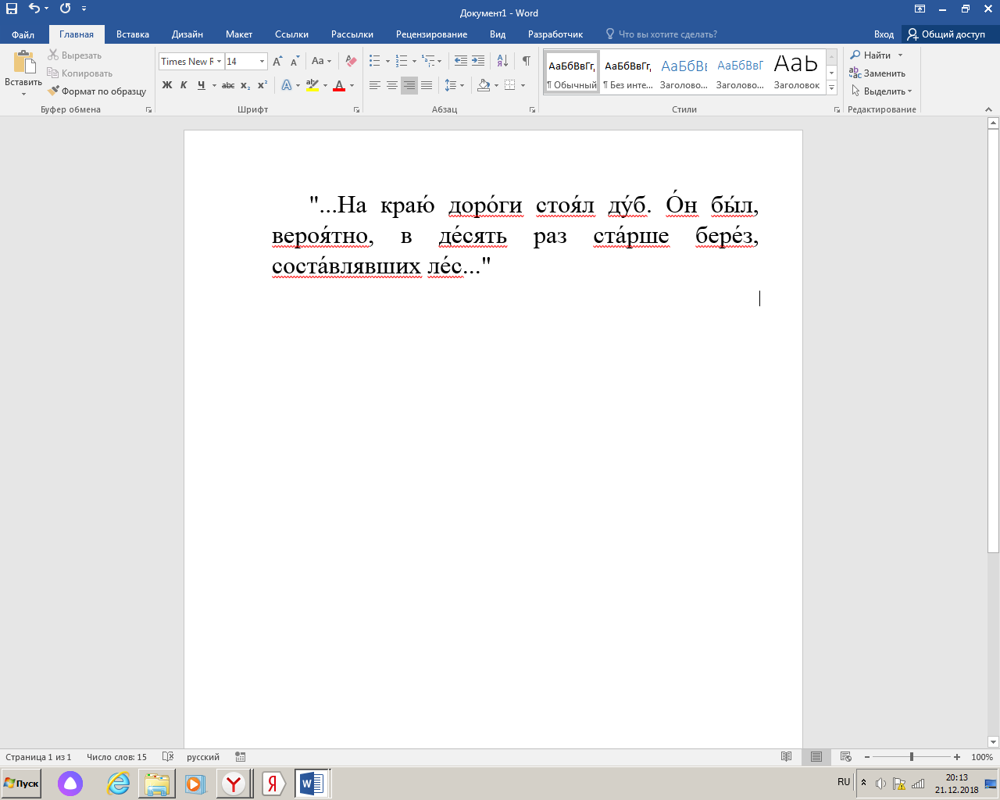 Документ1 - Word
Файл Главная Вставка Дизайн Макет Ссылки Рассылки Рецензирование Вид Разработчик Что вы хотите сделать? Вход Общий доступ
Вставить
Вырезать
Копировать
Формат по образцу
Буфер обмена
Times New R 14
Aa
Ж К Ч abc x₂ x² A aby A
Шрифт
Абзац
АаБбВвГг, АаБбВвГг, АаБбВв АаБбВвГ АаЬ
¶ Обычный ¶ Без инте... Заголово... Заголово... Заголовок
Стили
Найти
Заменить
Выделить
Редактирование
"...На краю́ доро́ги стоя́л ду́б. О́н бы́л,
вероя́тно, в де́сять раз ста́рше бере́з,
соста́влявших ле́с..."
Страница 1 из 1 Число слов: 15 русский 100%
Пуск Y Я W RU 20:13
21.12.2018